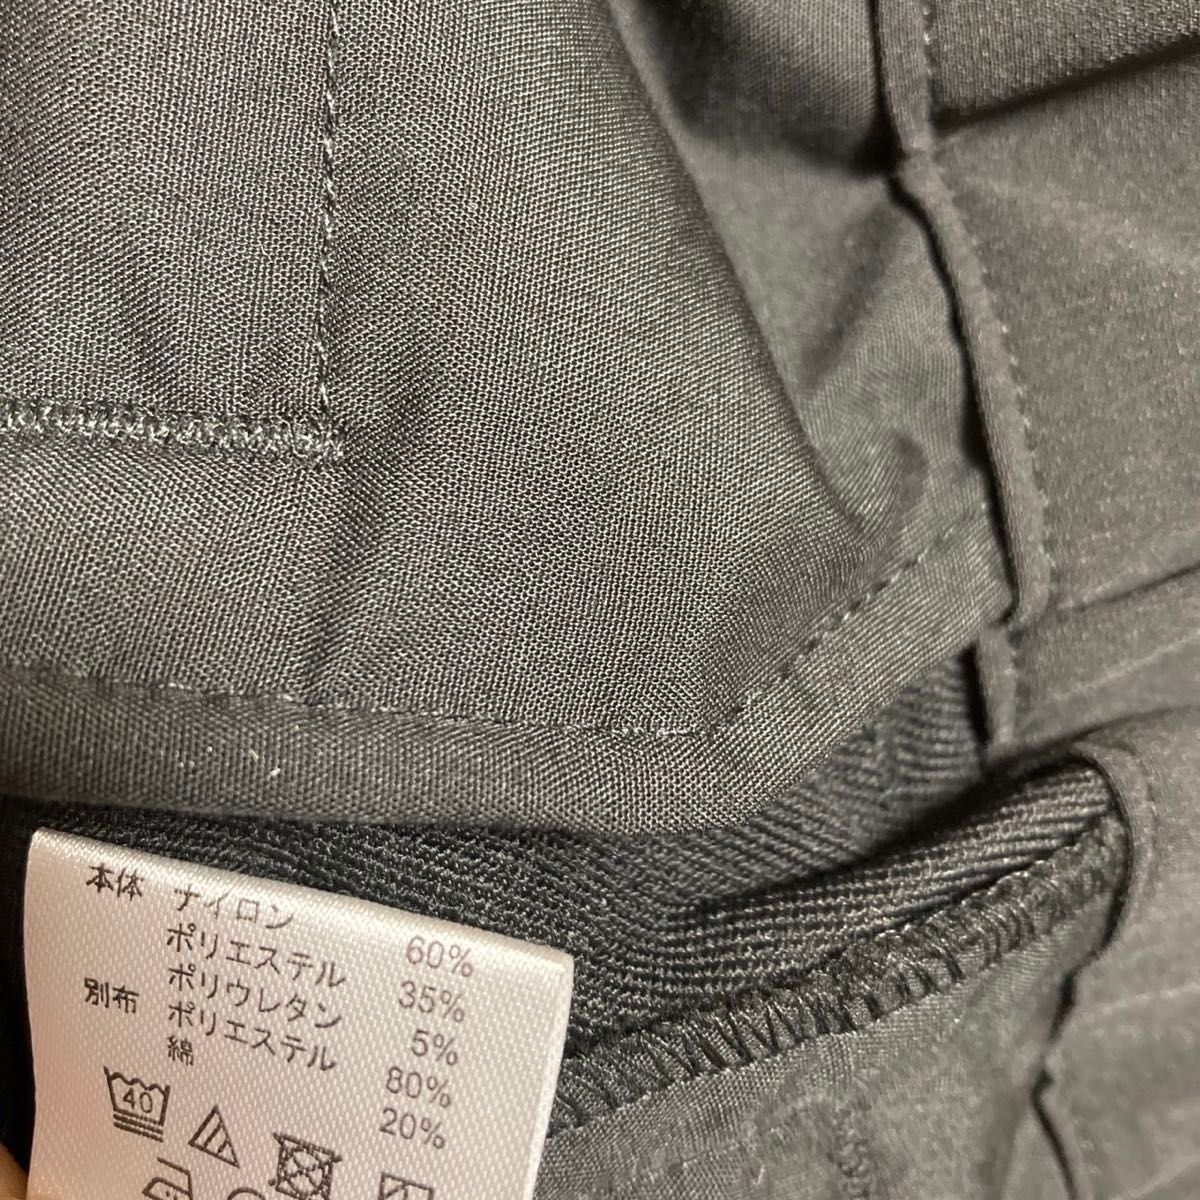 本体 ナイロン 60%
ポリエステル 35%
ポリウレタン 5%
別布 ポリエステル 80%
綿 20%
40